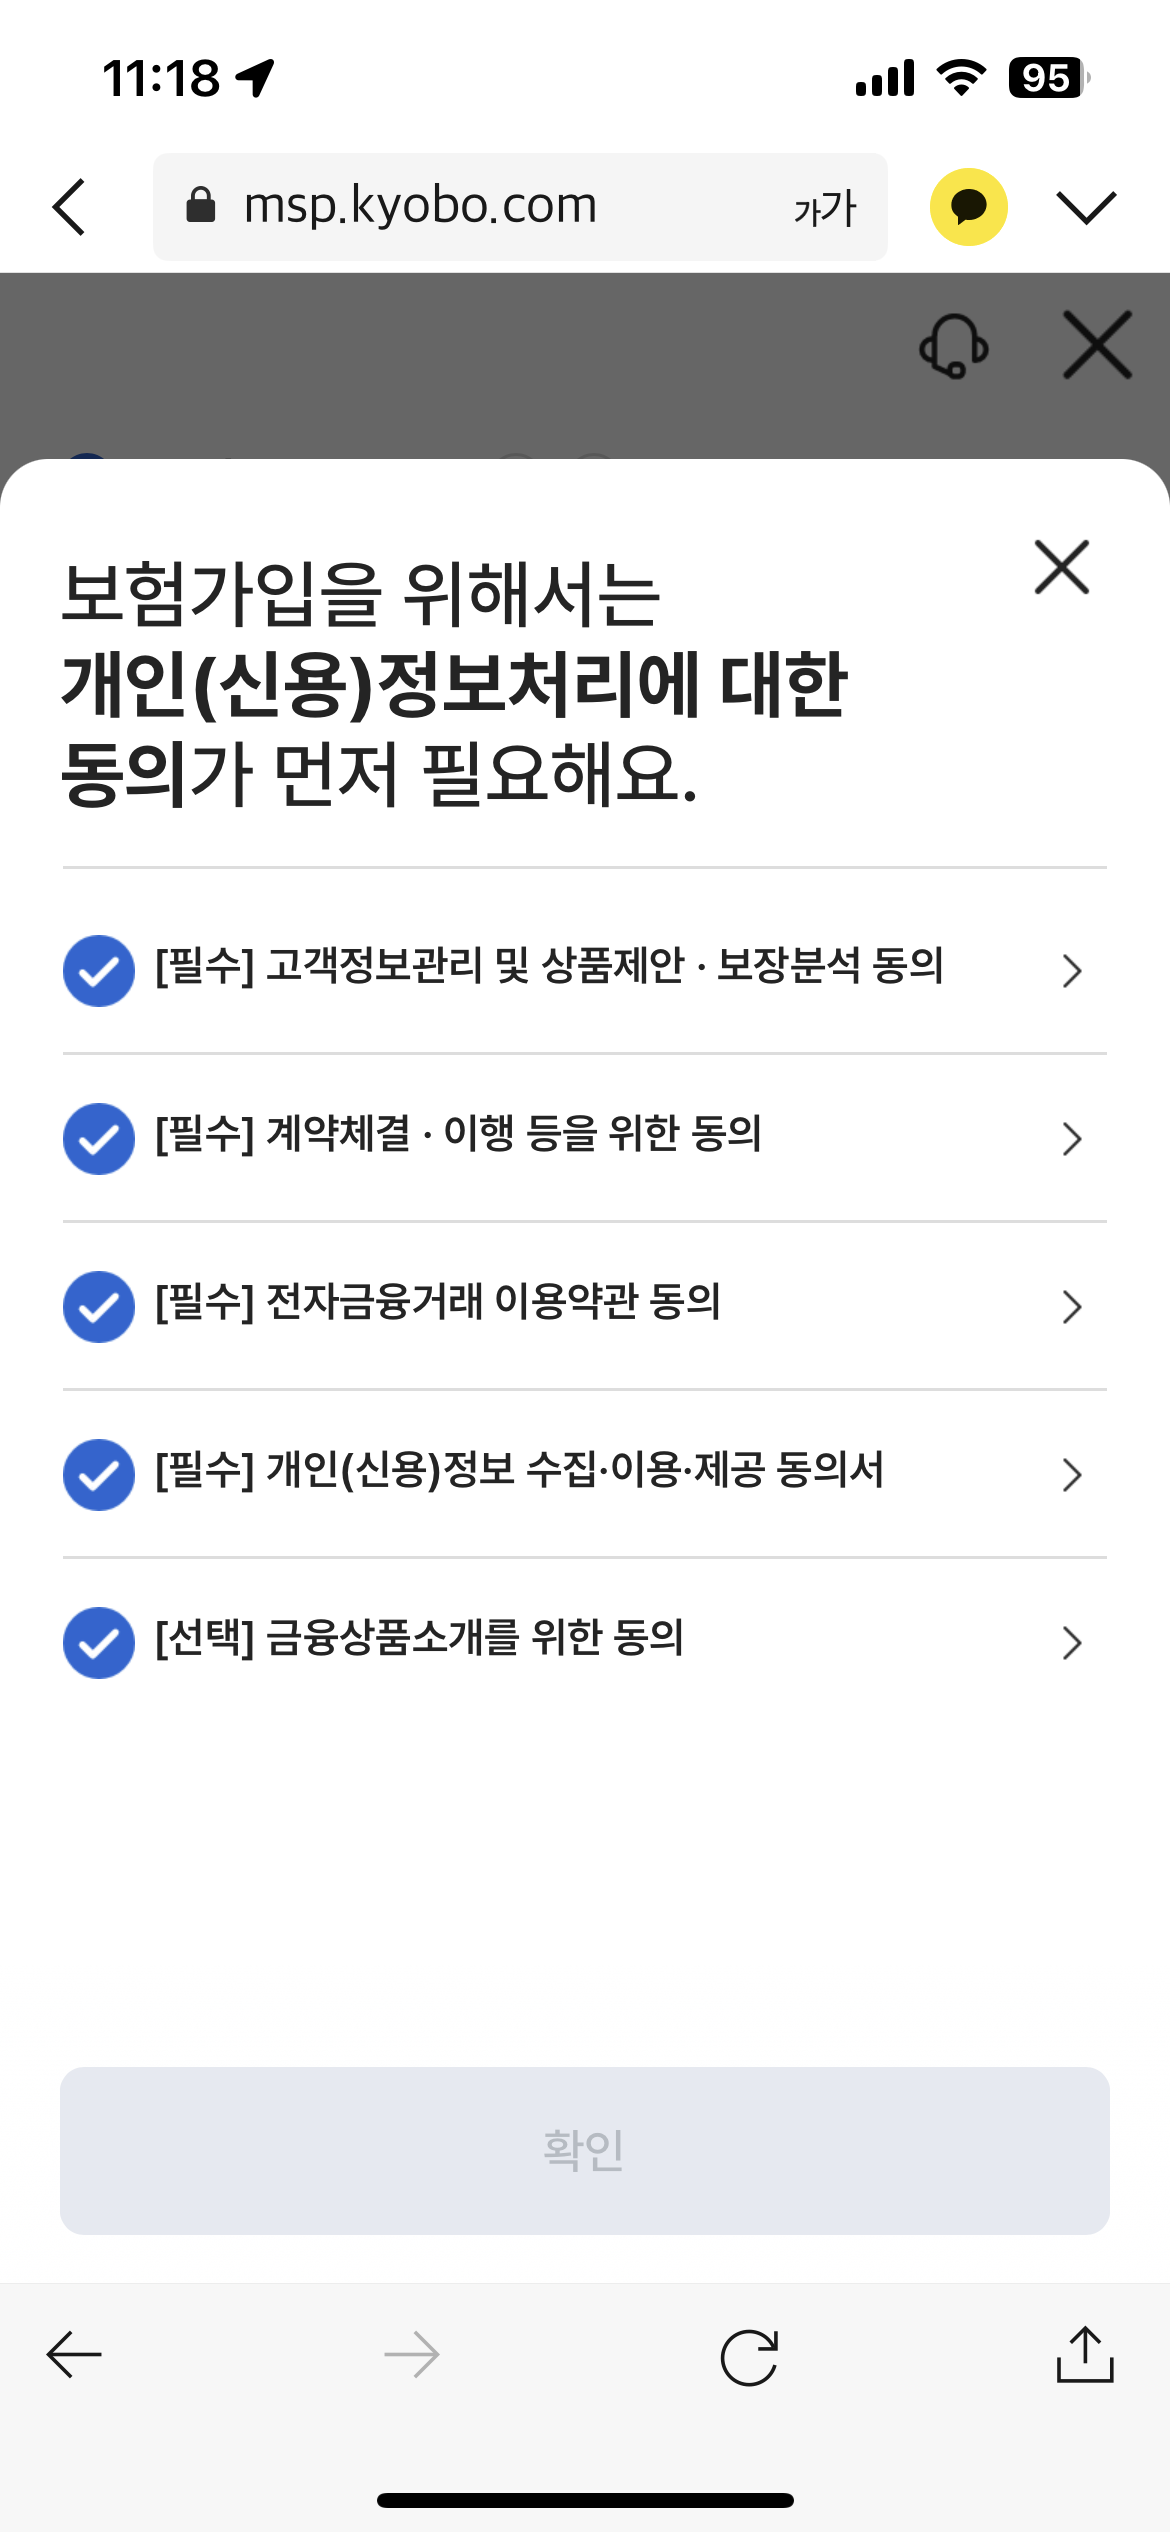 11:18
95
msp.kyobo.com
가가
보험가입을 위해서는
개인(신용)정보처리에 대한
동의가 먼저 필요해요.
[필수] 고객정보관리 및 상품제안 · 보장분석 동의
[필수] 계약체결 · 이행 등을 위한 동의
[필수] 전자금융거래 이용약관 동의
[필수] 개인(신용)정보 수집·이용·제공 동의서
[선택] 금융상품소개를 위한 동의
확인